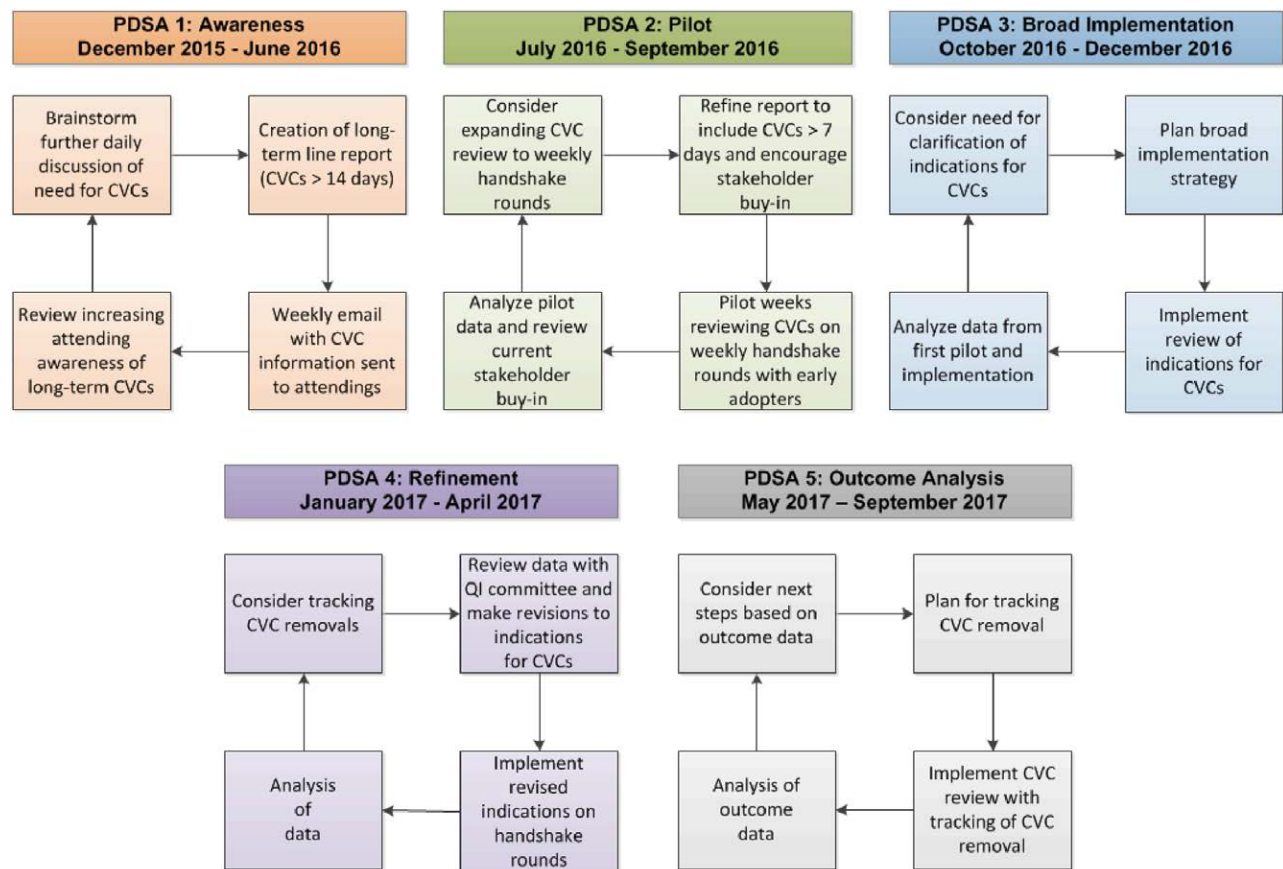 PDSA 1: Awareness
December 2015 - June 2016
Brainstorm
further daily
discussion of
need for CVCs
Creation of long-
term line report
(CVCs > 14 days)
Review increasing
attending
awareness of
long-term CVCs
Weekly email
with CVC
information sent
to attendings
PDSA 2: Pilot
July 2016 - September 2016
Consider
expanding CVC
review to weekly
handshake
rounds
Refine report to
include CVCs > 7
days and encourage
stakeholder
buy-in
Analyze pilot
data and review
current
stakeholder
buy-in
Pilot weeks
reviewing CVCs on
weekly handshake
rounds with early
adopters
PDSA 3: Broad Implementation
October 2016 - December 2016
Consider need for
clarification of
indications for
CVCs
Plan broad
implementation
strategy
Analyze data from
first pilot and
implementation
Implement
review of
indications for
CVCs
PDSA 4: Refinement
January 2017 - April 2017
Consider tracking
CVC removals
Review data with
QI committee and
make revisions to
indications
for CVCs
Analysis
of
data
Implement
revised
indications on
handshake
rounds
PDSA 5: Outcome Analysis
May 2017 – September 2017
Consider next
steps based on
outcome data
Plan for tracking
CVC removal
Analysis of
outcome
data
Implement CVC
review with
tracking of CVC
removal